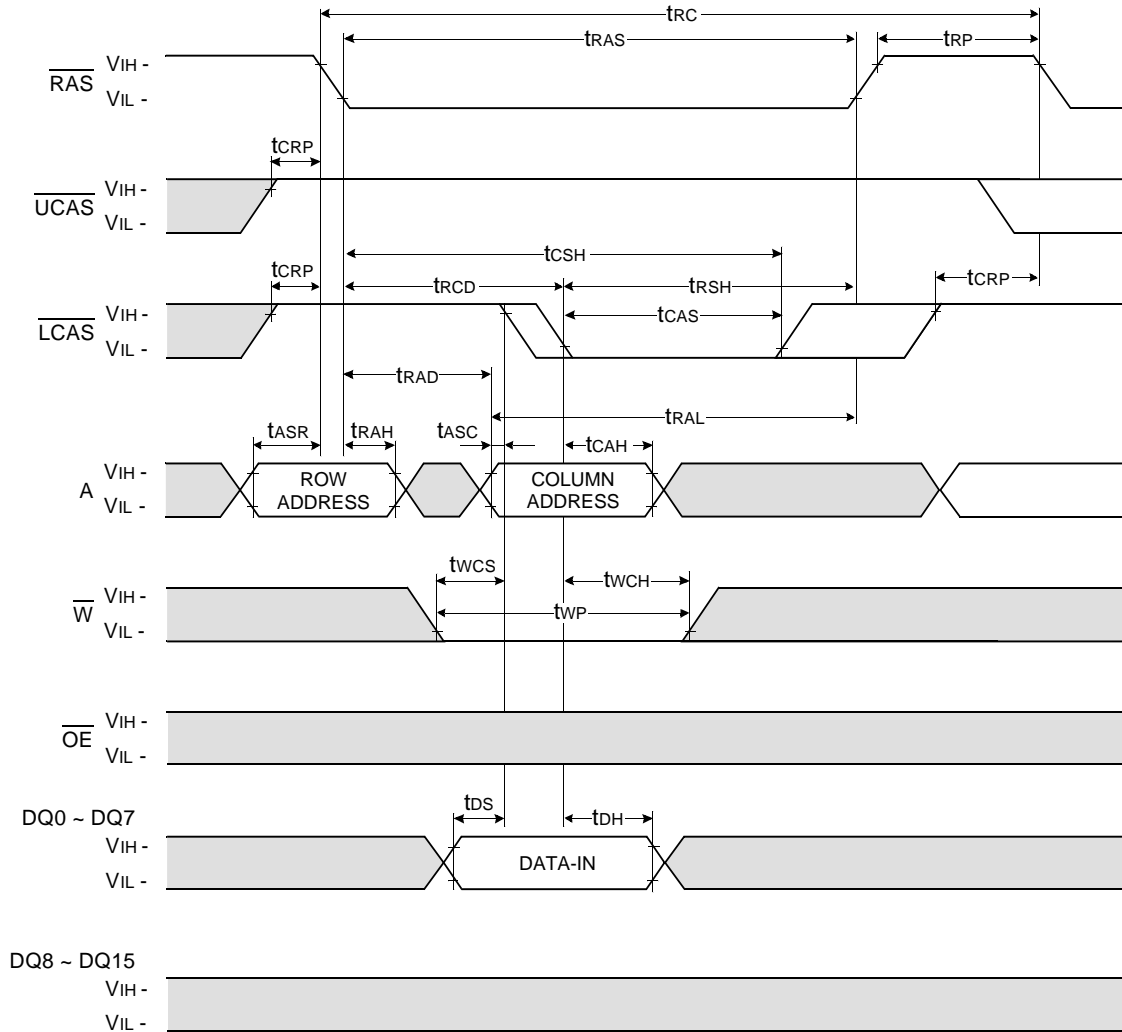 tRC
tRAS
tRP
RAS
VIH -
VIL -
tCRP
UCAS
VIH -
VIL -
tCSH
tCRP
tRCD
tRSH
tCRP
LCAS
VIH -
VIL -
tCAS
tRAD
tRAL
tASR
tRAH
tASC
tCAH
A
VIH -
VIL -
ROW
ADDRESS
COLUMN
ADDRESS
tWCS
tWCH
W
VIH -
VIL -
tWP
OE
VIH -
VIL -
tDS
tDH
DQ0 ~ DQ7
VIH -
VIL -
DATA-IN
DQ8 ~ DQ15
VIH -
VIL -